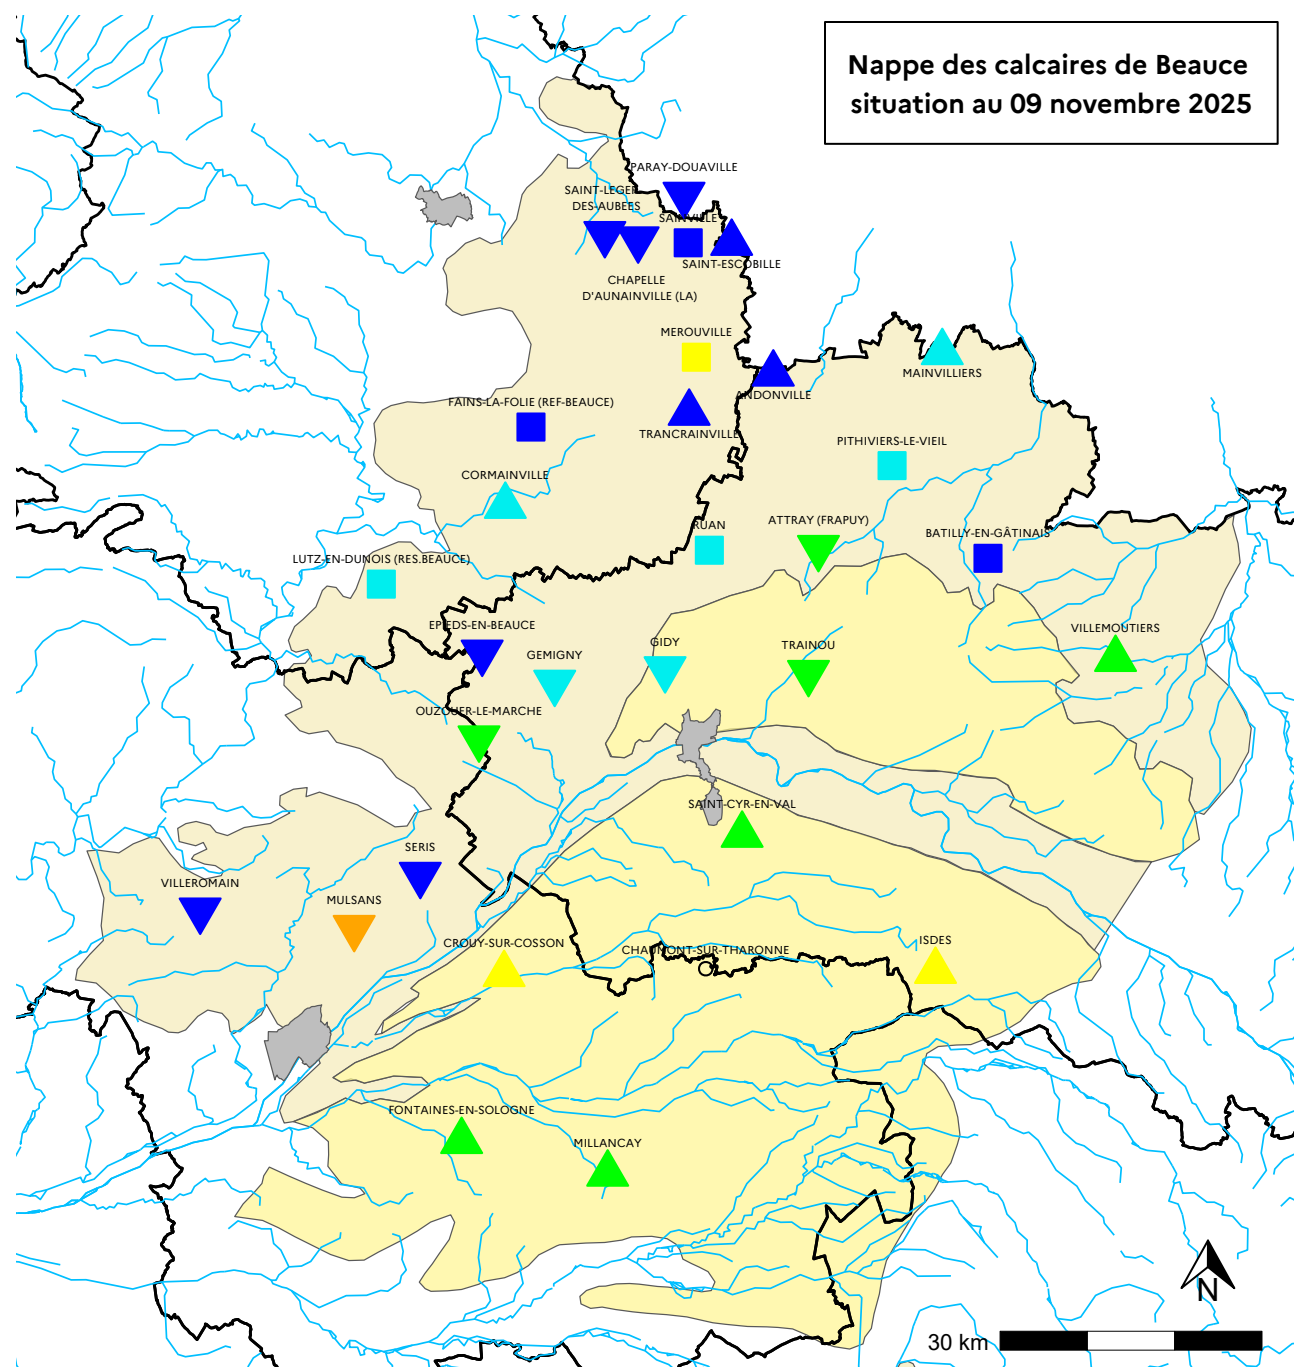 Nappe des calcaires de Beauce
situation au 09 novembre 2025
PARAY-DOUAVILLE
SAINT-LEGER
DES-AUBEES
SAINVILLE
SAINT-ESCOBILLE
CHAPELLE
D'AUNAINVILLE (LA)
MEROUVILLE
MAINVILLIERS
ANDONVILLE
FAINS-LA-FOLIE (REF-BEAUCE)
TRANCRAINVILLE
PITHIVIERS-LE-VIEIL
CORMAINVILLE
RUAN
ATTRAY (FRAPUY)
BATILLY-EN-GÂTINAIS
LUTZ-EN-DUNOIS (RES.BEAUCE)
EPIEDS-EN-BEAUCE
VILLEMOUTIERS
GEMIGNY
GIDY
TRAINOU
OUZOUER-LE-MARCHE
SAINT-CYR-EN-VAL
SERIS
VILLEROMAIN
MULSANS
CROUY-SUR-COSSON
CHAUMONT-SUR-THARONNE
ISDES
FONTAINES-EN-SOLOGNE
MILLANCAY
N
30 km